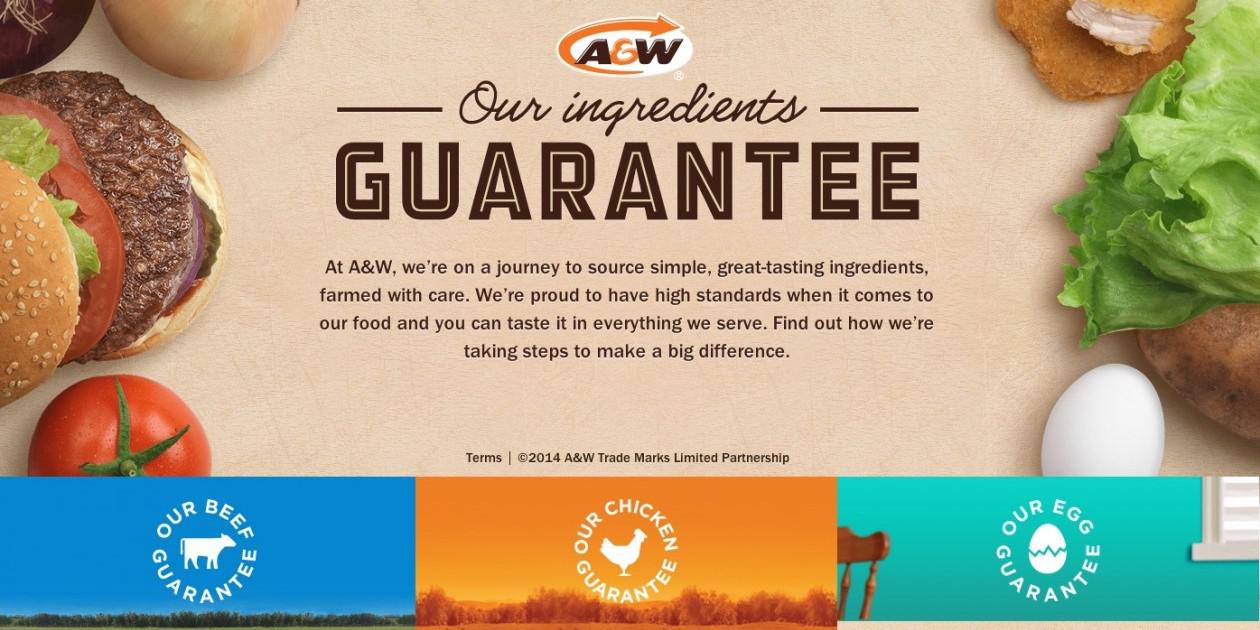 A&W
®
Our ingredients
GUARANTEE
At A&W, we’re on a journey to source simple, great-tasting ingredients,
farmed with care. We’re proud to have high standards when it comes to
our food and you can taste it in everything we serve. Find out how we’re
taking steps to make a big difference.
Terms | ©2014 A&W Trade Marks Limited Partnership
OUR BEEF
GUARANTEE
OUR CHICKEN
GUARANTEE
OUR EGG
GUARANTEE